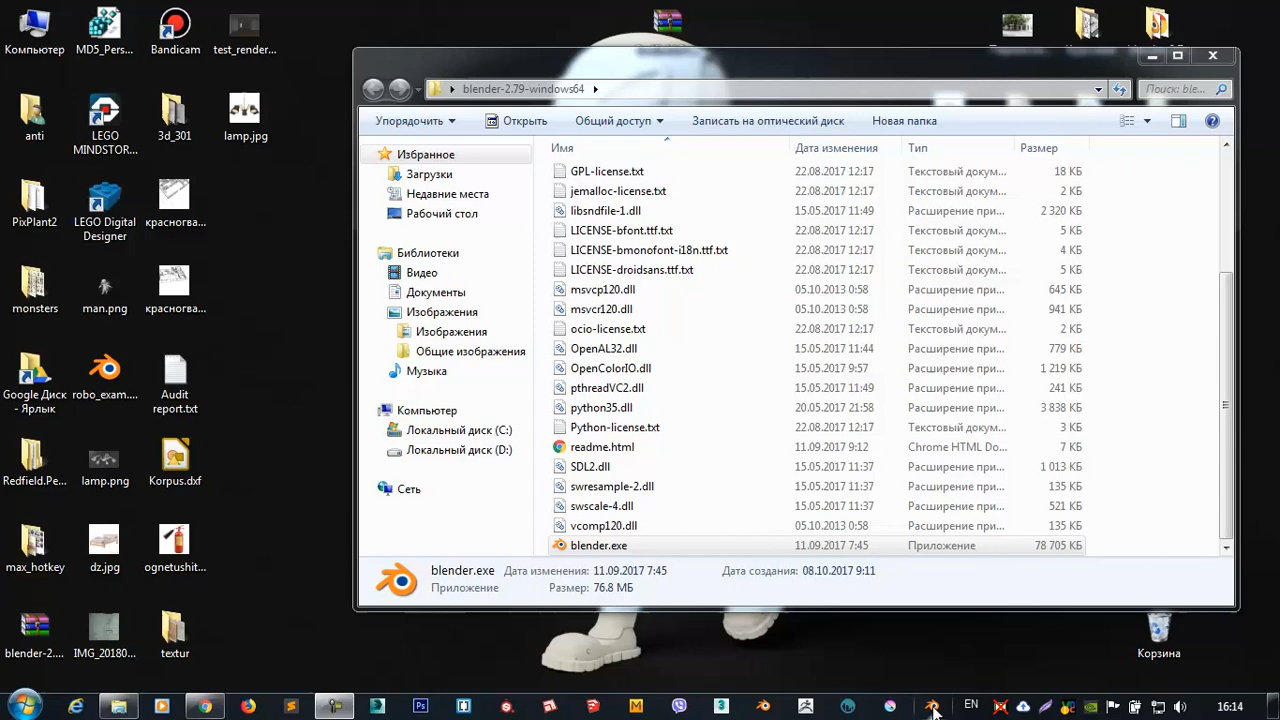 Компьютер
MD5_Pers...
Bandicam
test_render...
blender-2.79-windows64
Поиск: ble...
Упорядочить
Открыть
Общий доступ
Записать на оптический диск
Новая папка
Имя
Дата изменения
Тип
Размер
Избранное
Загрузки
Недавние места
Рабочий стол
Библиотеки
Видео
Документы
Изображения
Изображения
Общие изображения
Музыка
Компьютер
Локальный диск (C:)
Локальный диск (D:)
Сеть
GPL-license.txt 22.08.2017 12:17 Текстовый докум... 18 КБ
jemalloc-license.txt 22.08.2017 12:17 Текстовый докум... 2 КБ
libsndfile-1.dll 15.05.2017 11:49 Расширение при... 2 320 КБ
LICENSE-bfont.ttf.txt 22.08.2017 12:17 Текстовый докум... 5 КБ
LICENSE-bmonofont-i18n.ttf.txt 22.08.2017 12:17 Текстовый докум... 5 КБ
LICENSE-droidsans.ttf.txt 22.08.2017 12:17 Текстовый докум... 5 КБ
msvcp120.dll 05.10.2013 0:58 Расширение при... 645 КБ
msvcr120.dll 05.10.2013 0:58 Расширение при... 941 КБ
ocio-license.txt 22.08.2017 12:17 Текстовый докум... 2 КБ
OpenAL32.dll 15.05.2017 11:44 Расширение при... 779 КБ
OpenColorIO.dll 15.05.2017 9:57 Расширение при... 1 219 КБ
pthreadVC2.dll 15.05.2017 11:49 Расширение при... 241 КБ
python35.dll 20.05.2017 21:58 Расширение при... 3 838 КБ
Python-license.txt 22.08.2017 12:17 Текстовый докум... 3 КБ
readme.html 11.09.2017 9:12 Chrome HTML Do... 7 КБ
SDL2.dll 15.05.2017 11:37 Расширение при... 1 013 КБ
swresample-2.dll 15.05.2017 11:37 Расширение при... 135 КБ
swscale-4.dll 15.05.2017 11:37 Расширение при... 521 КБ
vcomp120.dll 05.10.2013 0:58 Расширение при... 135 КБ
blender.exe 11.09.2017 7:45 Приложение 78 705 КБ
blender.exe Дата изменения: 11.09.2017 7:45 Дата создания: 08.10.2017 9:11
Приложение Размер: 76.8 МБ
anti
LEGO
MINDSTOR...
3d_301
lamp.jpg
PixPlant2
LEGO Digital
Designer
красногва...
monsters
man.png
красногва...
Google Диск
- Ярлык
robo_exam...
Audit
report.txt
Redfield.Pe...
lamp.png
Korpus.dxf
max_hotkey
dz.jpg
ognetushit...
blender-2....
IMG_20180...
textur
Корзина
EN
16:14